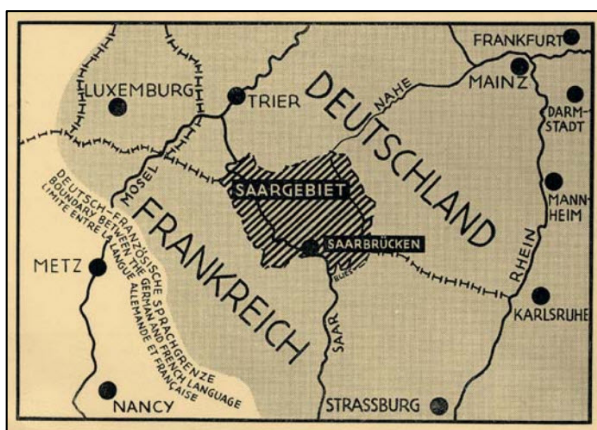 FRANKFURT
MAINZ
DARM-
STADT
LUXEMBURG
TRIER
NAHE
DEUTSCHLAND
MOSEL
SAARGEBIET
MANN-
HEIM
SAARBRÜCKEN
BLIES
DEUTSCH-FRANZÖSISCHE SPRACHGRENZE
BOUNDARY BETWEEN THE GERMAN AND FRENCH LANGUAGE
LIMITE ENTRE LA LANGUE ALLEMANDE ET FRANÇAISE
FRANKREICH
METZ
RHEIN
KARLSRUHE
SAAR
NANCY
STRASSBURG